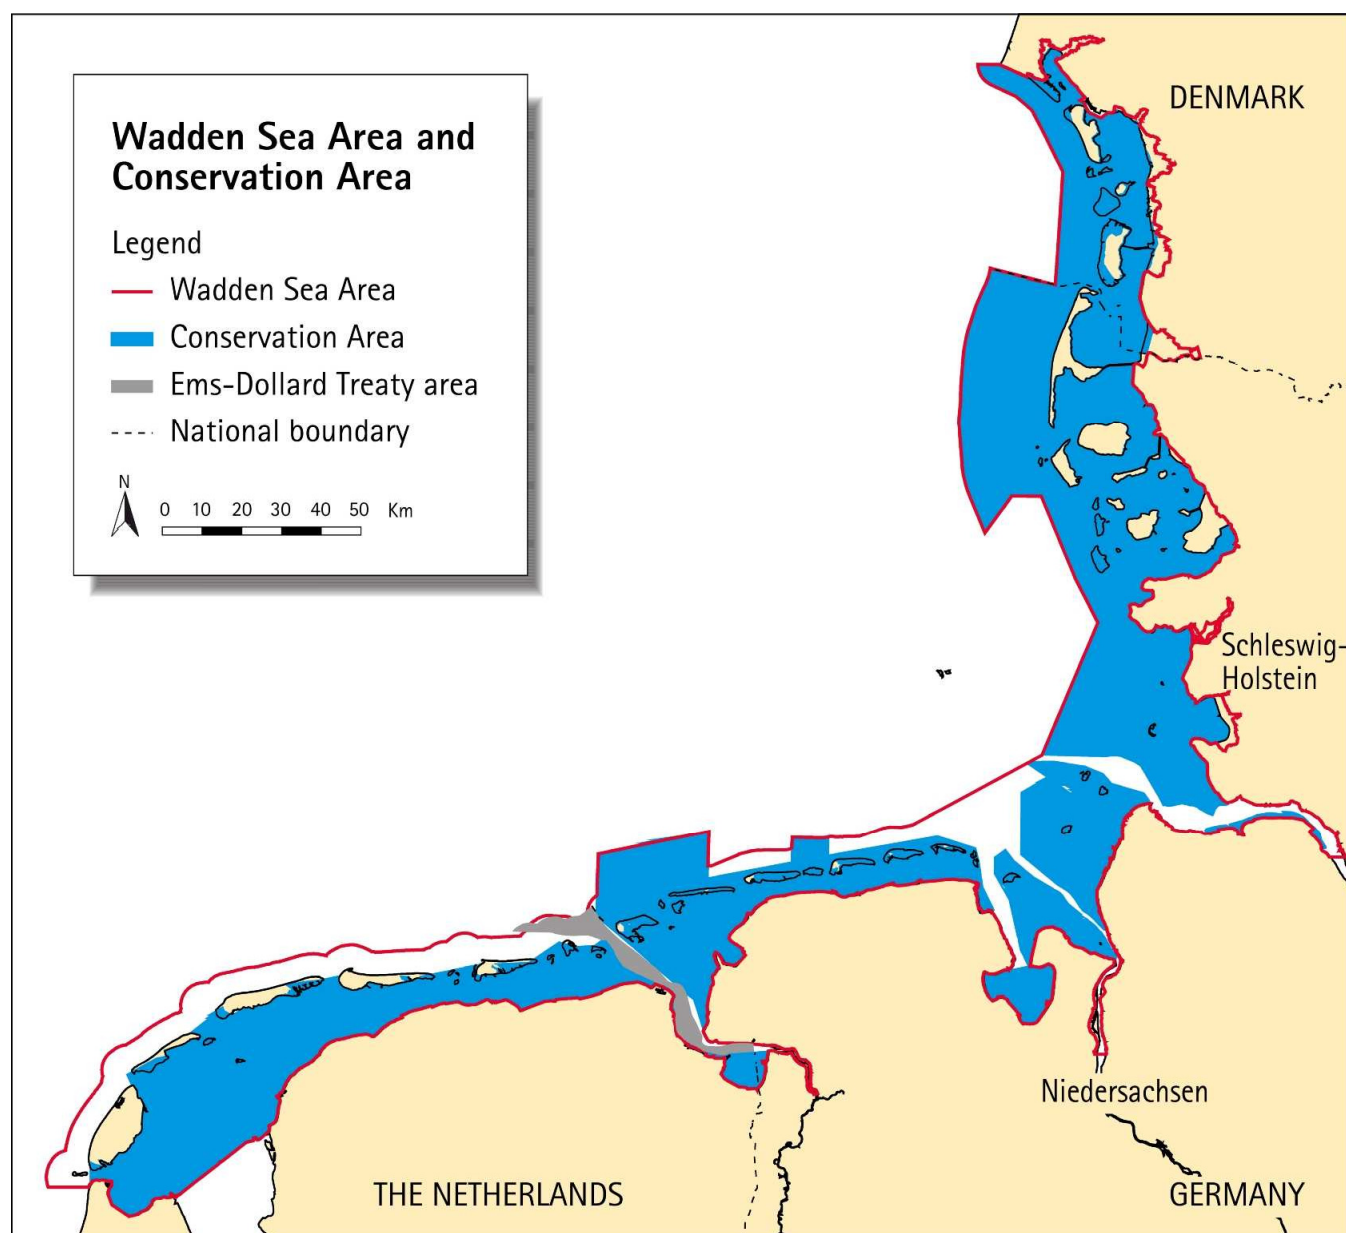 Wadden Sea Area and
Conservation Area
Legend
Wadden Sea Area
Conservation Area
Ems-Dollard Treaty area
National boundary
N
0 10 20 30 40 50 Km
DENMARK
Schleswig-
Holstein
Niedersachsen
THE NETHERLANDS
GERMANY